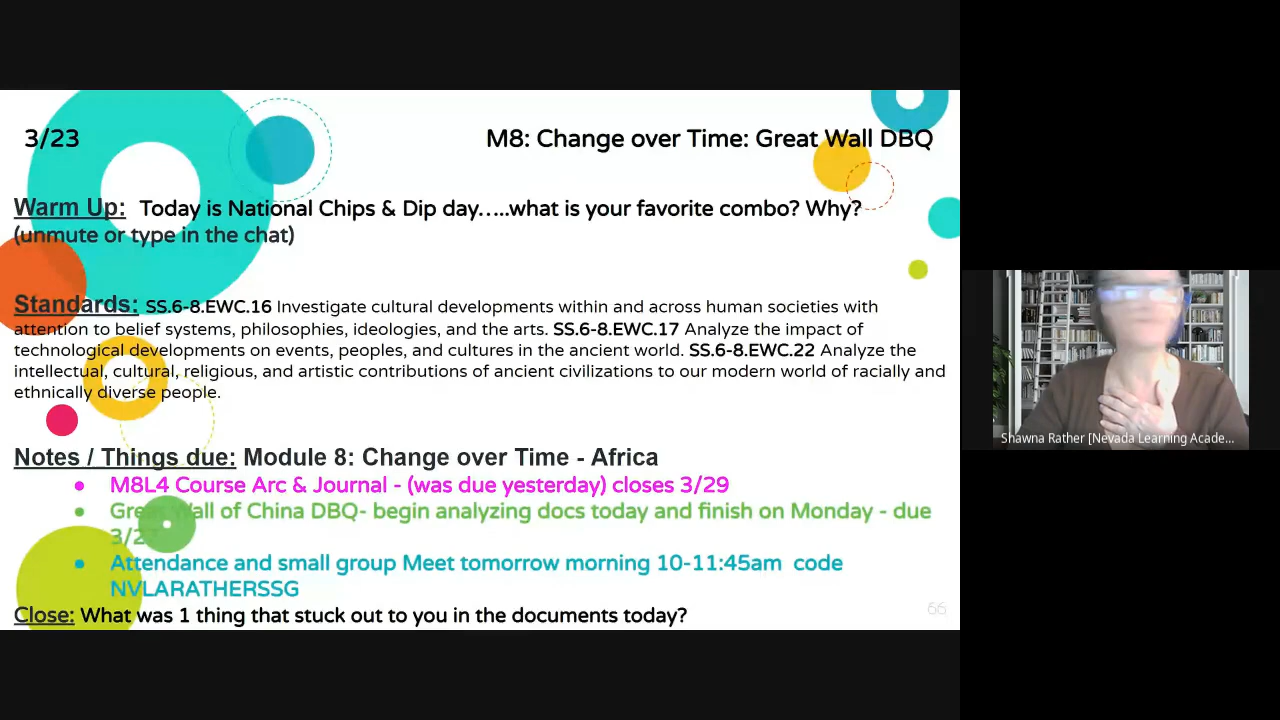 3/23
M8: Change over Time: Great Wall DBQ
Warm Up: Today is National Chips & Dip day…..what is your favorite combo? Why?
(unmute or type in the chat)
Standards: SS.6-8.EWC.16 Investigate cultural developments within and across human societies with
attention to belief systems, philosophies, ideologies, and the arts. SS.6-8.EWC.17 Analyze the impact of
technological developments on events, peoples, and cultures in the ancient world. SS.6-8.EWC.22 Analyze the
intellectual, cultural, religious, and artistic contributions of ancient civilizations to our modern world of racially and
ethnically diverse people.
Notes / Things due: Module 8: Change over Time - Africa
● M8L4 Course Arc & Journal - (was due yesterday) closes 3/29
● Great Wall of China DBQ- begin analyzing docs today and finish on Monday - due
● Attendance and small group Meet tomorrow morning 10-11:45am code
NVLARATHERSSG
Close: What was 1 thing that stuck out to you in the documents today?
66
Shawna Rather [Nevada Learning Acade...